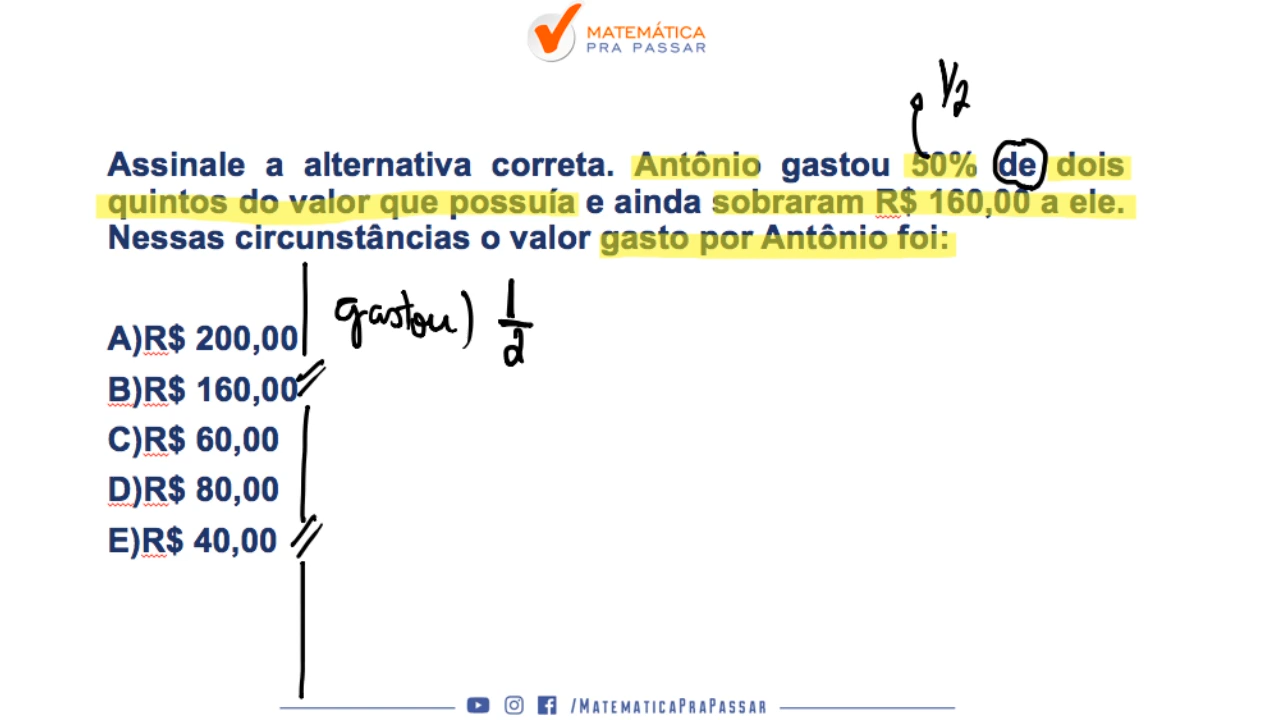 MATEMÁTICA
PRA PASSAR
1/2
Assinale a alternativa correta. Antônio gastou 50% de dois
quintos do valor que possuía e ainda sobraram R$ 160,00 a ele.
Nessas circunstâncias o valor gasto por Antônio foi:
gastou) 1/2
A)R$ 200,00
B)R$ 160,00
C)R$ 60,00
D)R$ 80,00
E)R$ 40,00
/MATEMATICAPRAPASSAR